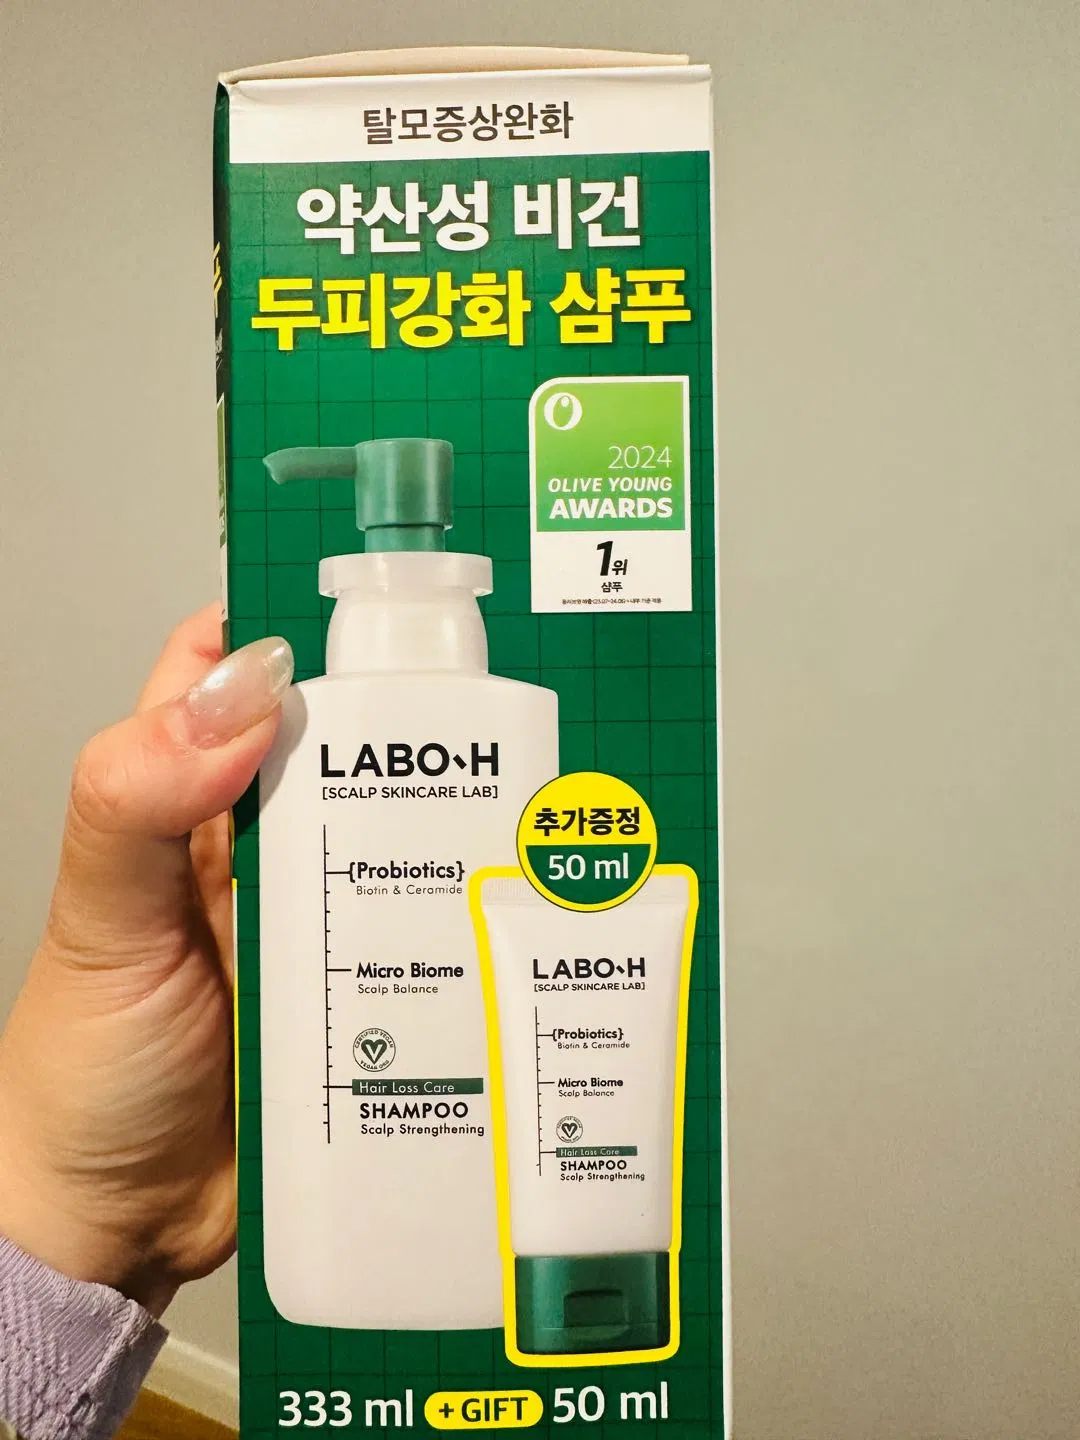 탈모증상완화
약산성 비건
두피강화 샴푸
2024
OLIVE YOUNG
AWARDS
1위
샴푸
LABO-H
[SCALP SKINCARE LAB]
{Probiotics}
Biotin & Ceramide
Micro Biome
Scalp Balance
CERTIFIED VEGAN
Hair Loss Care
SHAMPOO
Scalp Strengthening
추가증정
50 ml
LABO-H
[SCALP SKINCARE LAB]
{Probiotics}
Biotin & Ceramide
Micro Biome
Scalp Balance
Hair Loss Care
SHAMPOO
Scalp Strengthening
333 ml + GIFT 50 ml